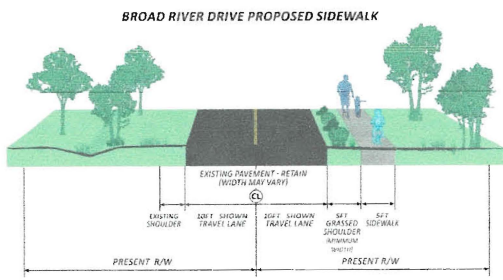 BROAD RIVER DRIVE PROPOSED SIDEWALK
EXISTING PAVEMENT - RETAIN
(WIDTH MAY VARY)
CL
EXISTING
SHOULDER
10FT SHOWN
TRAVEL LANE
10FT SHOWN
TRAVEL LANE
5FT
GRASSED
SHOULDER
(MINIMUM
WIDTH)
5FT
SIDEWALK
PRESENT R/W
PRESENT R/W